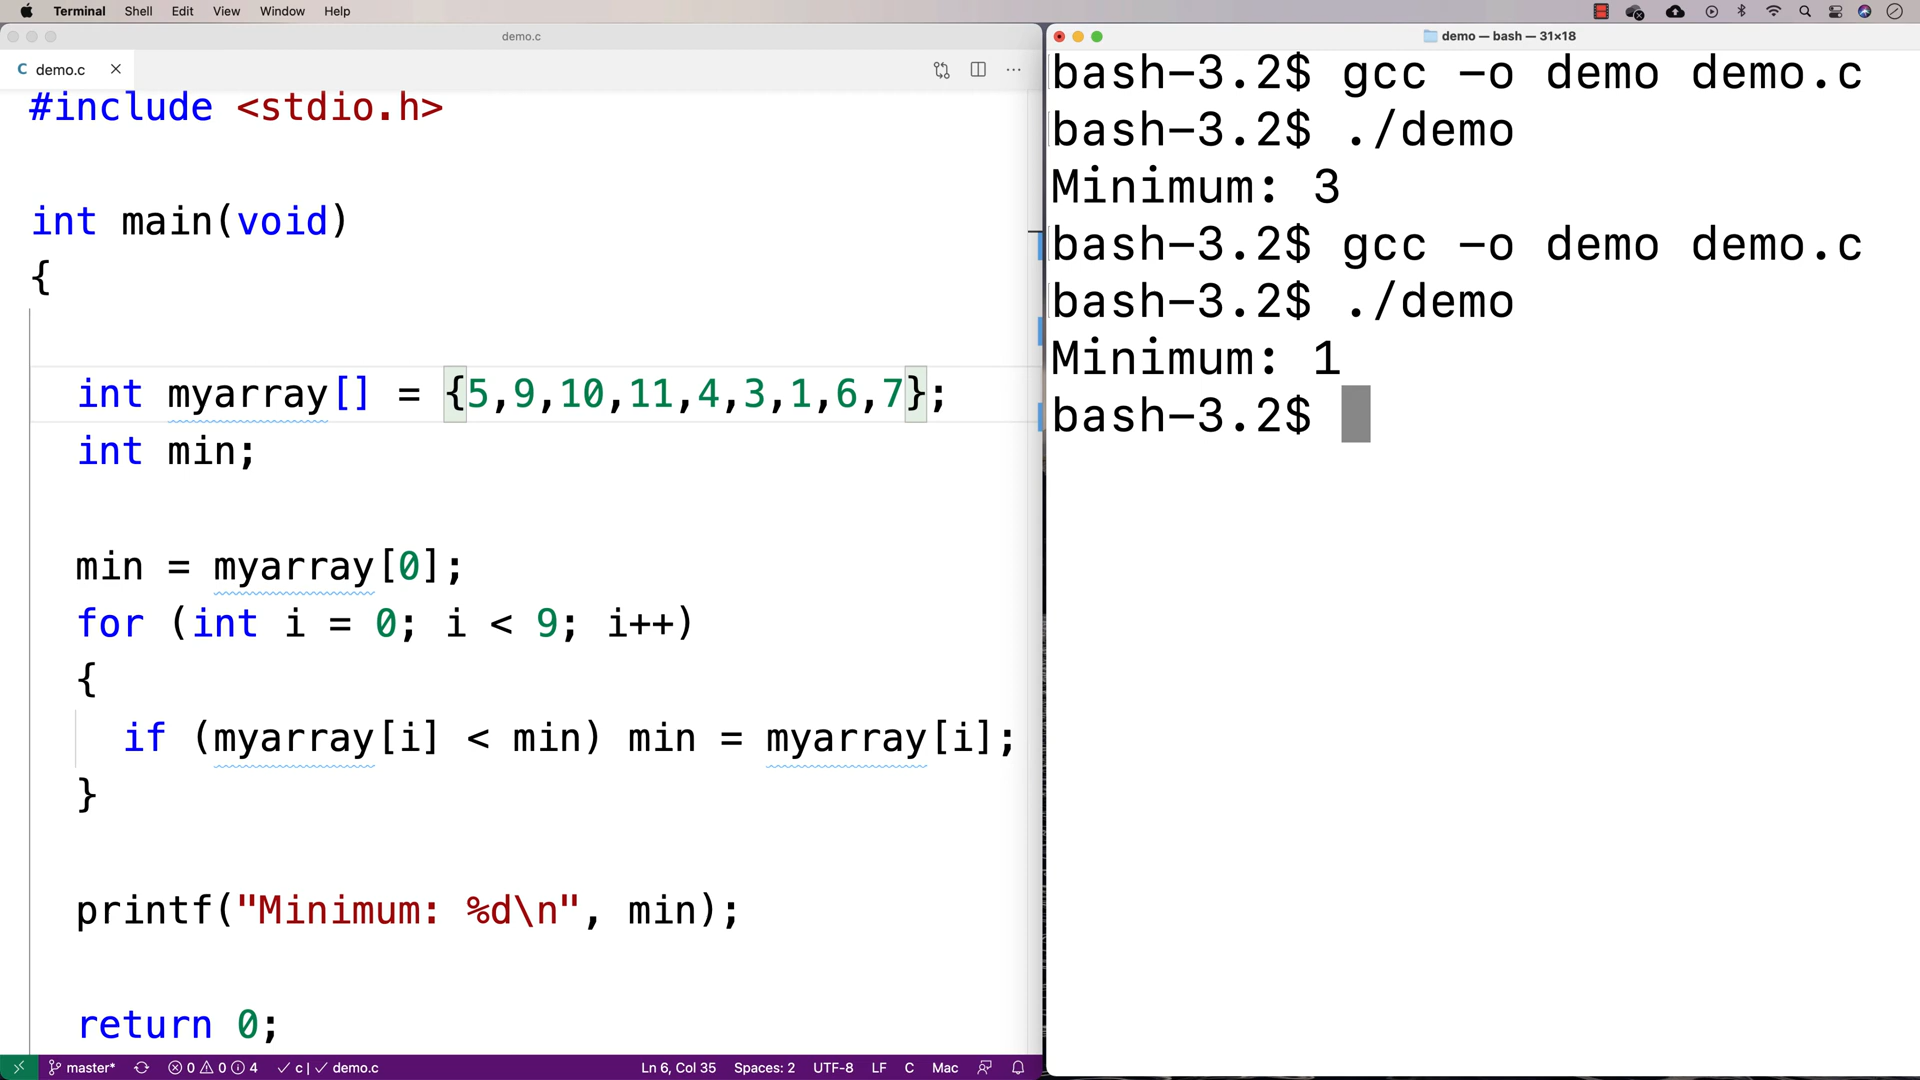 Terminal Shell Edit View Window Help
demo.c
demo.c
#include <stdio.h>
int main(void)
{
int myarray[] = {5,9,10,11,4,3,1,6,7};
int min;
min = myarray[0];
for (int i = 0; i < 9; i++)
{
if (myarray[i] < min) min = myarray[i];
}
printf("Minimum: %d\n", min);
return 0;
master* 0 0 4 c | demo.c Ln 6, Col 35 Spaces: 2 UTF-8 LF C Mac
demo — bash — 31×18
bash-3.2$ gcc -o demo demo.c
bash-3.2$ ./demo
Minimum: 3
bash-3.2$ gcc -o demo demo.c
bash-3.2$ ./demo
Minimum: 1
bash-3.2$